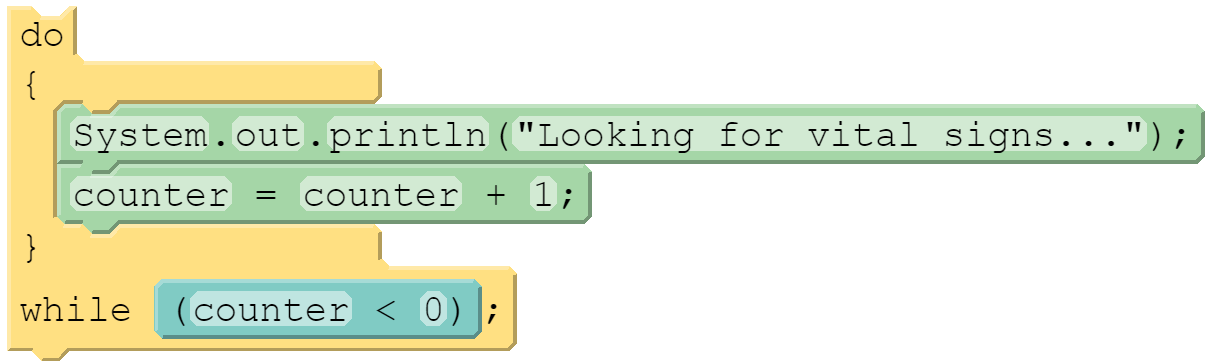 do
{
System.out.println("Looking for vital signs...");
counter = counter + 1;
}
while (counter < 0);